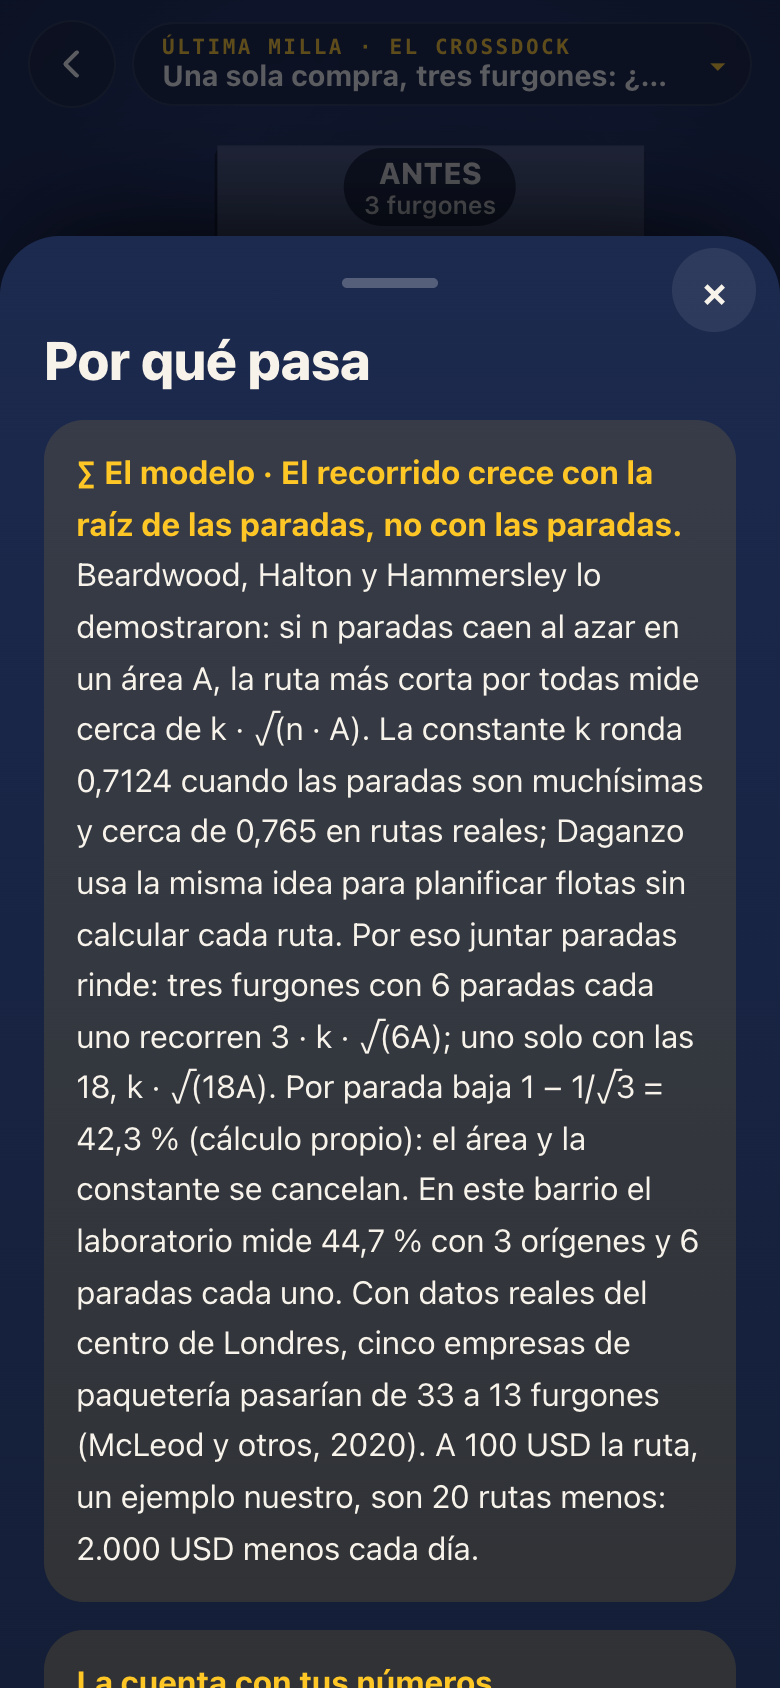 ÚLTIMA MILLA · EL CROSSDOCK
Una sola compra, tres furgones: ¿...
ANTES
3 furgones
×
Por qué pasa
∑ El modelo · El recorrido crece con la
raíz de las paradas, no con las paradas.
Beardwood, Halton y Hammersley lo
demostraron: si n paradas caen al azar en
un área A, la ruta más corta por todas mide
cerca de k · √(n · A). La constante k ronda
0,7124 cuando las paradas son muchísimas
y cerca de 0,765 en rutas reales; Daganzo
usa la misma idea para planificar flotas sin
calcular cada ruta. Por eso juntar paradas
rinde: tres furgones con 6 paradas cada
uno recorren 3 · k · √(6A); uno solo con las
18, k · √(18A). Por parada baja 1 – 1/√3 =
42,3 % (cálculo propio): el área y la
constante se cancelan. En este barrio el
laboratorio mide 44,7 % con 3 orígenes y 6
paradas cada uno. Con datos reales del
centro de Londres, cinco empresas de
paquetería pasarían de 33 a 13 furgones
(McLeod y otros, 2020). A 100 USD la ruta,
un ejemplo nuestro, son 20 rutas menos:
2.000 USD menos cada día.
La cuenta con tus números